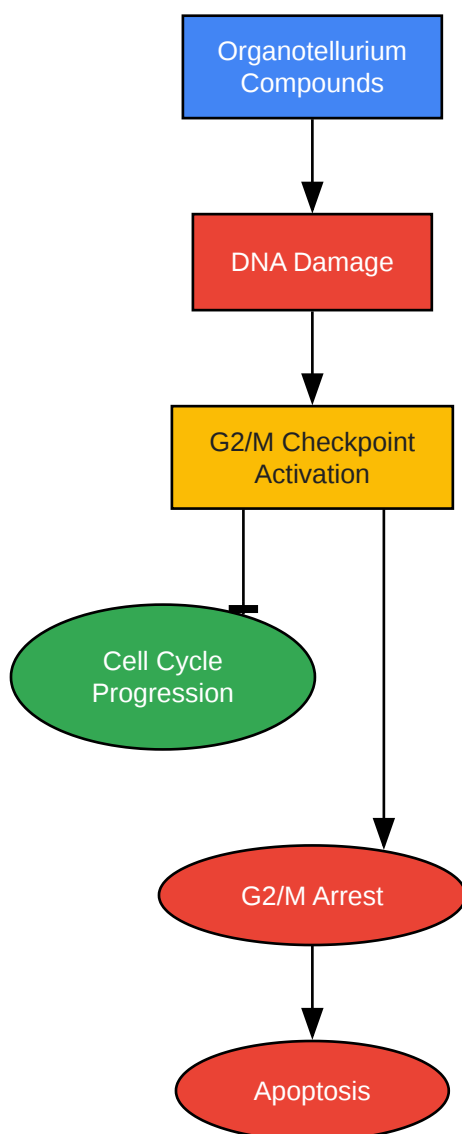 Organotellurium
Compounds
DNA Damage
G2/M Checkpoint
Activation
Cell Cycle
Progression
G2/M Arrest
Apoptosis